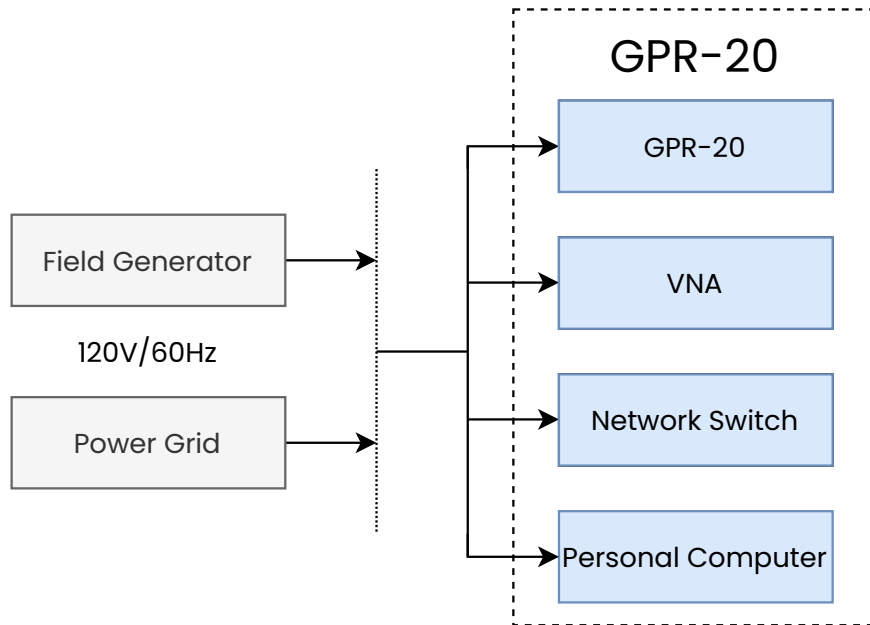 GPR-20
GPR-20
Field Generator
VNA
120V/60Hz
Power Grid
Network Switch
Personal Computer